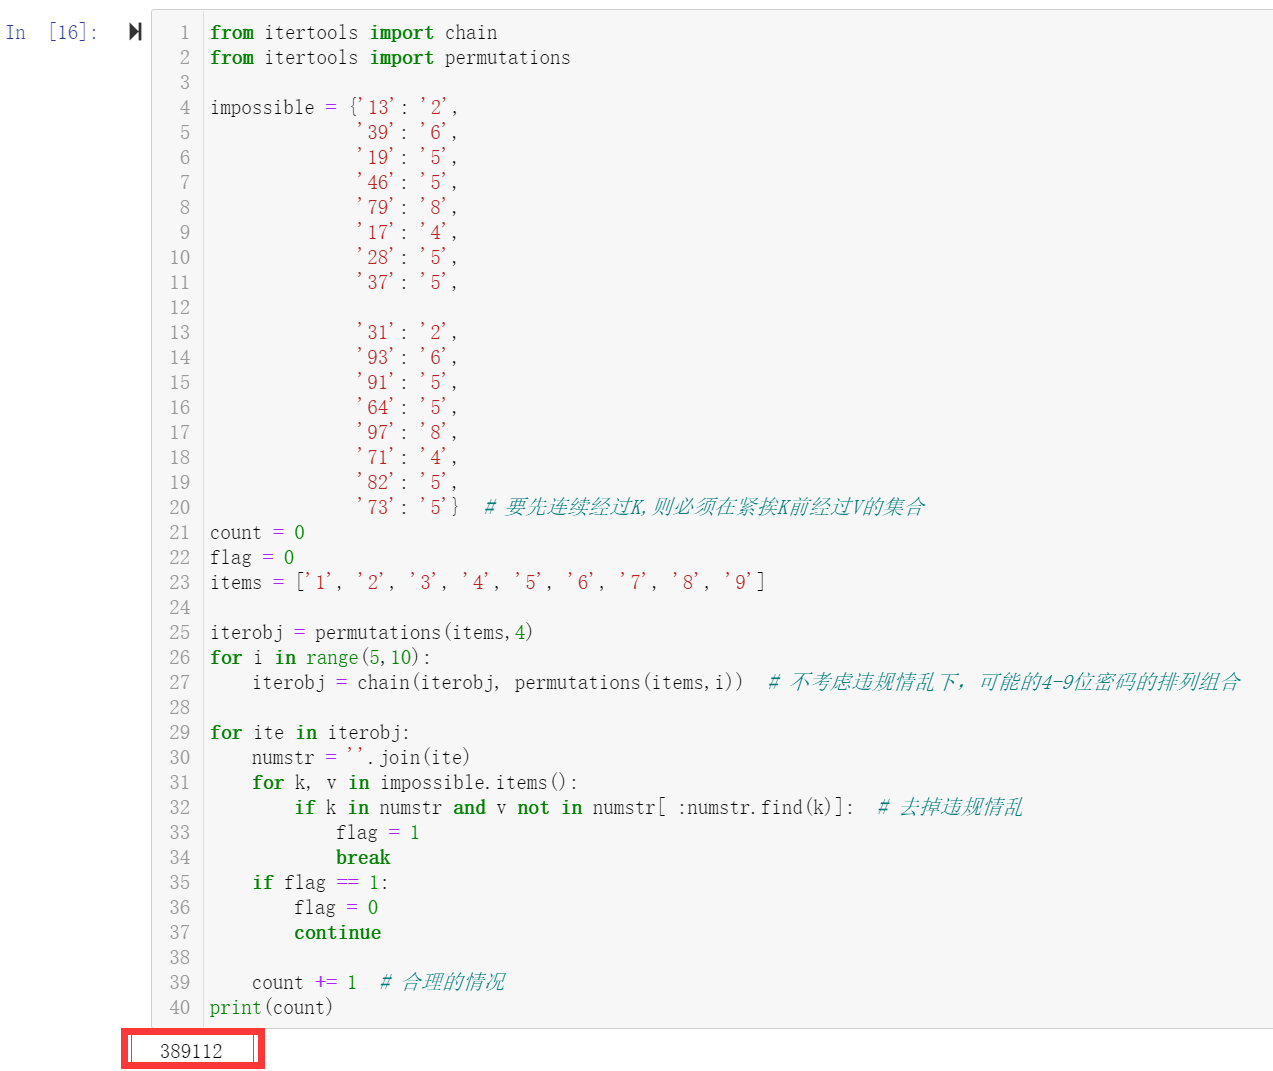 In [16]:
1 from itertools import chain
2 from itertools import permutations
3
4 impossible = {'13': '2',
5               '39': '6',
6               '19': '5',
7               '46': '5',
8               '79': '8',
9               '17': '4',
10              '28': '5',
11              '37': '5',
12
13              '31': '2',
14              '93': '6',
15              '91': '5',
16              '64': '5',
17              '97': '8',
18              '71': '4',
19              '82': '5',
20              '73': '5'}  # 要先连续经过K,则必须在紧挨K前经过V的集合
21 count = 0
22 flag = 0
23 items = ['1', '2', '3', '4', '5', '6', '7', '8', '9']
24
25 iterobj = permutations(items,4)
26 for i in range(5,10):
27     iterobj = chain(iterobj, permutations(items,i))  # 不考虑违规情乱下，可能的4-9位密码的排列组合
28
29 for ite in iterobj:
30     numstr = ''.join(ite)
31     for k, v in impossible.items():
32         if k in numstr and v not in numstr[ :numstr.find(k)]:  # 去掉违规情乱
33             flag = 1
34             break
35     if flag == 1:
36         flag = 0
37         continue
38
39     count += 1  # 合理的情况
40 print(count)
389112